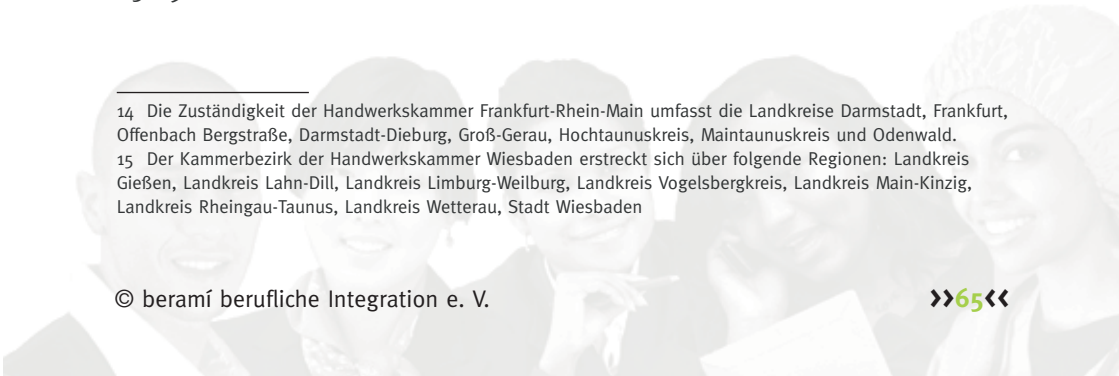 14 Die Zuständigkeit der Handwerkskammer Frankfurt-Rhein-Main umfasst die Landkreise Darmstadt, Frankfurt,
Offenbach Bergstraße, Darmstadt-Dieburg, Groß-Gerau, Hochtaunuskreis, Maintaunuskreis und Odenwald.
15 Der Kammerbezirk der Handwerkskammer Wiesbaden erstreckt sich über folgende Regionen: Landkreis
Gießen, Landkreis Lahn-Dill, Landkreis Limburg-Weilburg, Landkreis Vogelsbergkreis, Landkreis Main-Kinzig,
Landkreis Rheingau-Taunus, Landkreis Wetterau, Stadt Wiesbaden
© beramí berufliche Integration e. V.
››65‹‹